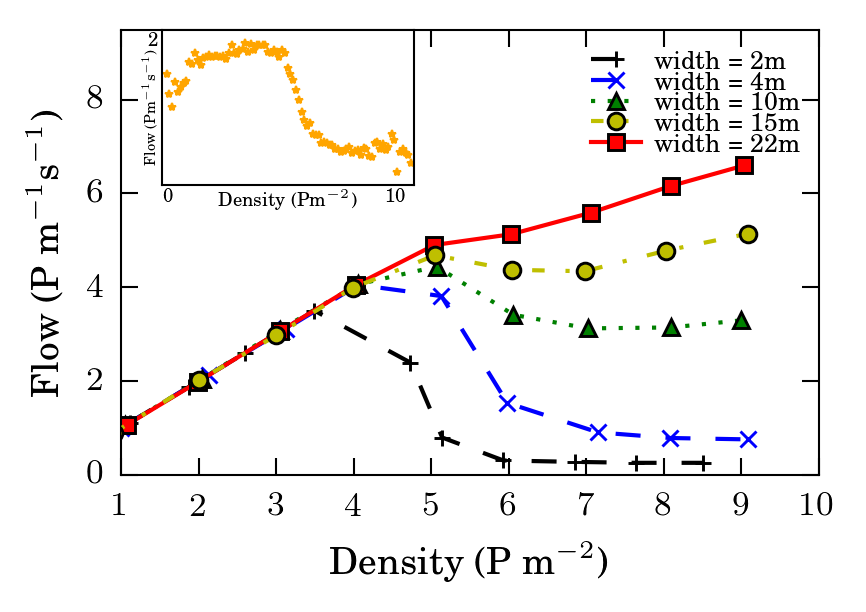 2
Flow (Pm⁻¹s⁻¹)
0
10
Density (Pm⁻²)
width = 2m
width = 4m
width = 10m
width = 15m
width = 22m
8
6
4
2
0
Flow (P m⁻¹s⁻¹)
1 2 3 4 5 6 7 8 9 10
Density (P m⁻²)